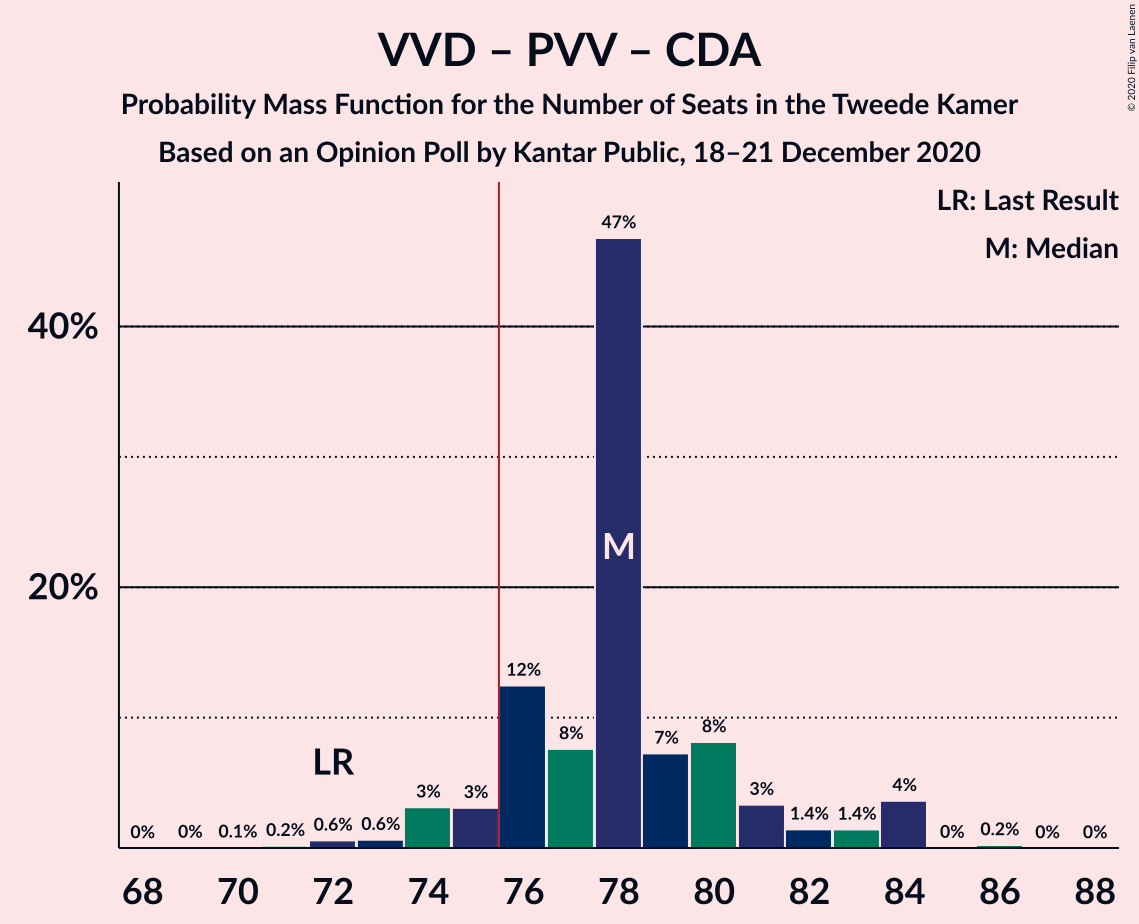 VVD – PVV – CDA
Probability Mass Function for the Number of Seats in the Tweede Kamer
Based on an Opinion Poll by Kantar Public, 18–21 December 2020
© 2020 Filip van Laenen
LR: Last Result
M: Median
47%
40%
M
20%
12%
8%
7%
8%
LR
3%
3%
3%
4%
0%
0%
0.1%
0.2%
0.6%
0.6%
1.4%
1.4%
0%
0.2%
0%
0%
68 70 72 74 76 78 80 82 84 86 88